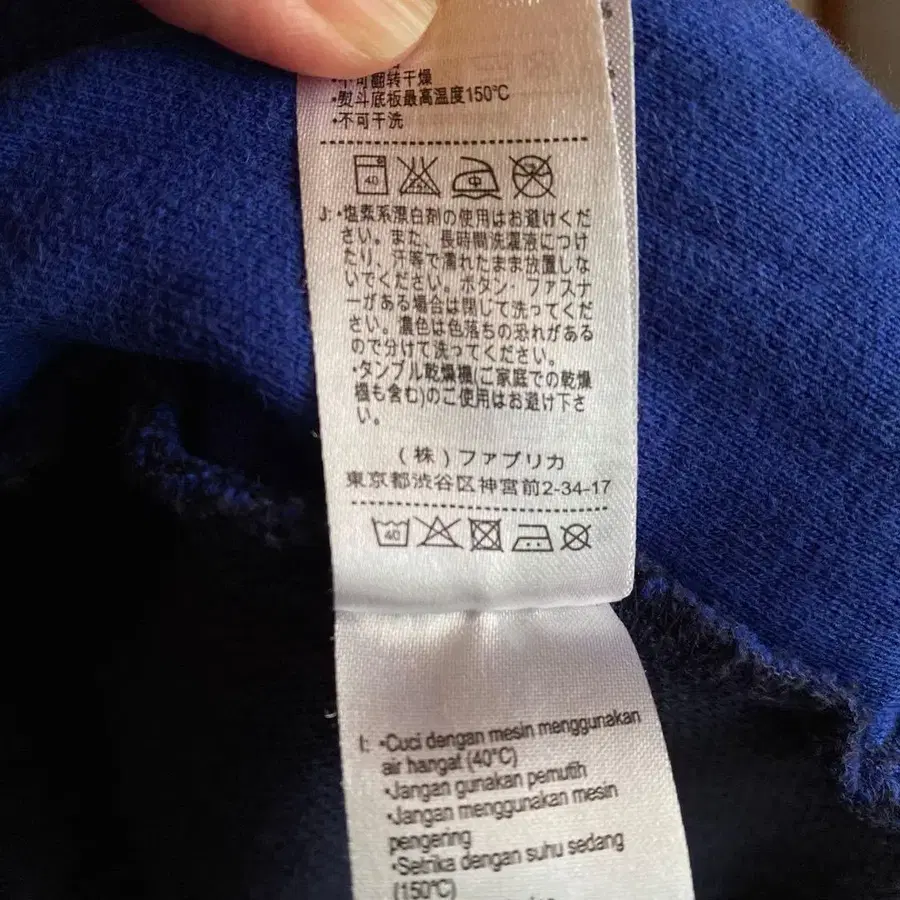 •不可翻转干燥
•熨斗底板最高温度150℃
•不可干洗
40
中
J: •塩素系漂白剤の使用はお避けくだ
さい。また、長時間洗濯液につけ
たり、汗等で濡れたまま放置しな
いでください。ボタン・ファスナ
ーがある場合は閉じて洗ってくだ
さい。濃色は色落ちの恐れがある
ので分けて洗ってください。
•タンブル乾燥機(ご家庭での乾燥
機も含む)のご使用はお避け下さ
い。
(株)ファブリカ
東京都渋谷区神宮前2-34-17
40
I: •Cuci dengan mesin menggunakan
air hangat (40°C)
•Jangan gunakan pemutih
•Jangan menggunakan mesin
pengering
•Setrika dengan suhu sedang
(150°C)